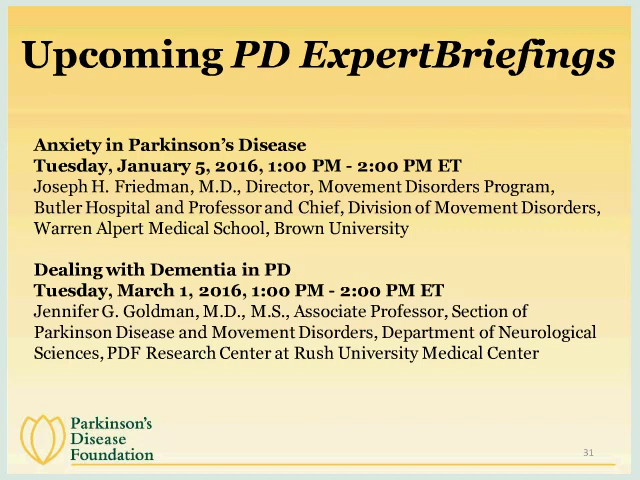 Upcoming PD ExpertBriefings
Anxiety in Parkinson's Disease
Tuesday, January 5, 2016, 1:00 PM - 2:00 PM ET
Joseph H. Friedman, M.D., Director, Movement Disorders Program,
Butler Hospital and Professor and Chief, Division of Movement Disorders,
Warren Alpert Medical School, Brown University
Dealing with Dementia in PD
Tuesday, March 1, 2016, 1:00 PM - 2:00 PM ET
Jennifer G. Goldman, M.D., M.S., Associate Professor, Section of
Parkinson Disease and Movement Disorders, Department of Neurological
Sciences, PDF Research Center at Rush University Medical Center
Parkinson's
Disease
Foundation
31